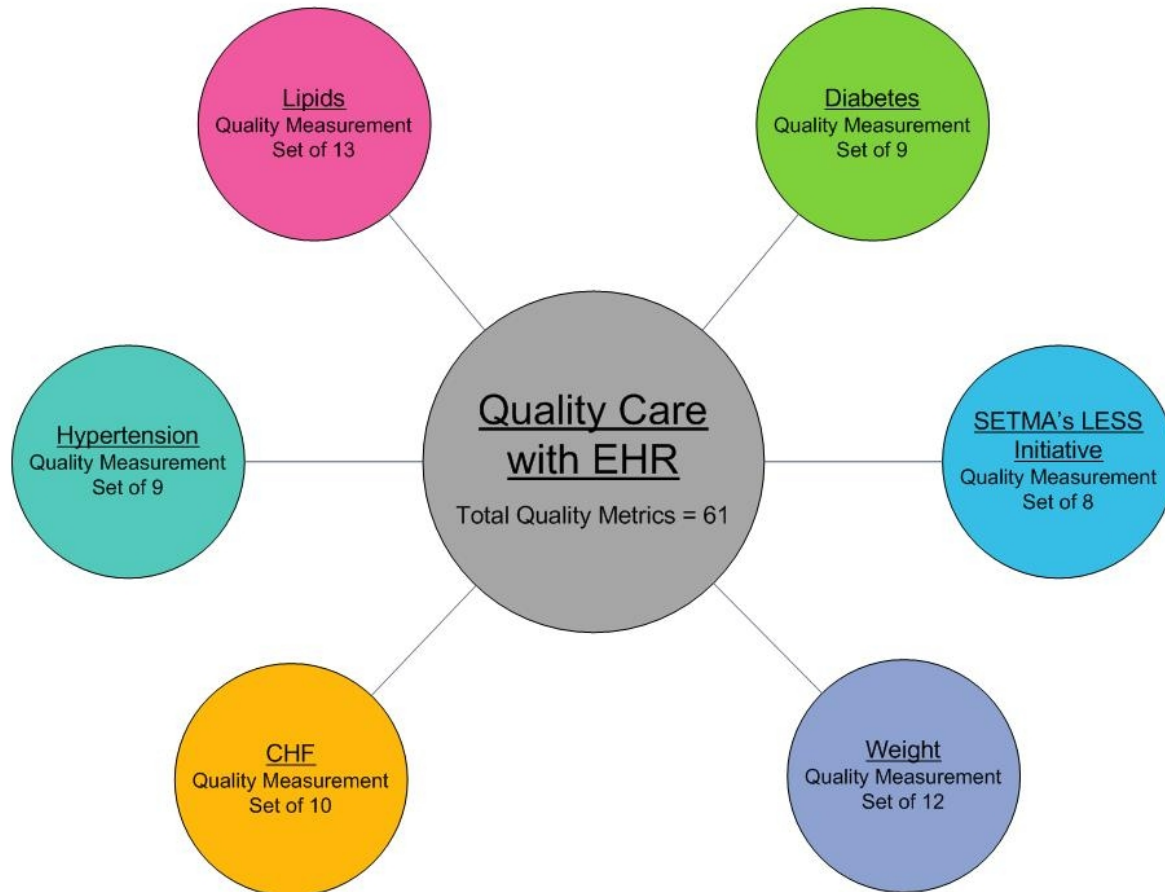 Lipids
Quality Measurement
Set of 13
Diabetes
Quality Measurement
Set of 9
Hypertension
Quality Measurement
Set of 9
Quality Care
with EHR
Total Quality Metrics = 61
SETMA's LESS
Initiative
Quality Measurement
Set of 8
CHF
Quality Measurement
Set of 10
Weight
Quality Measurement
Set of 12